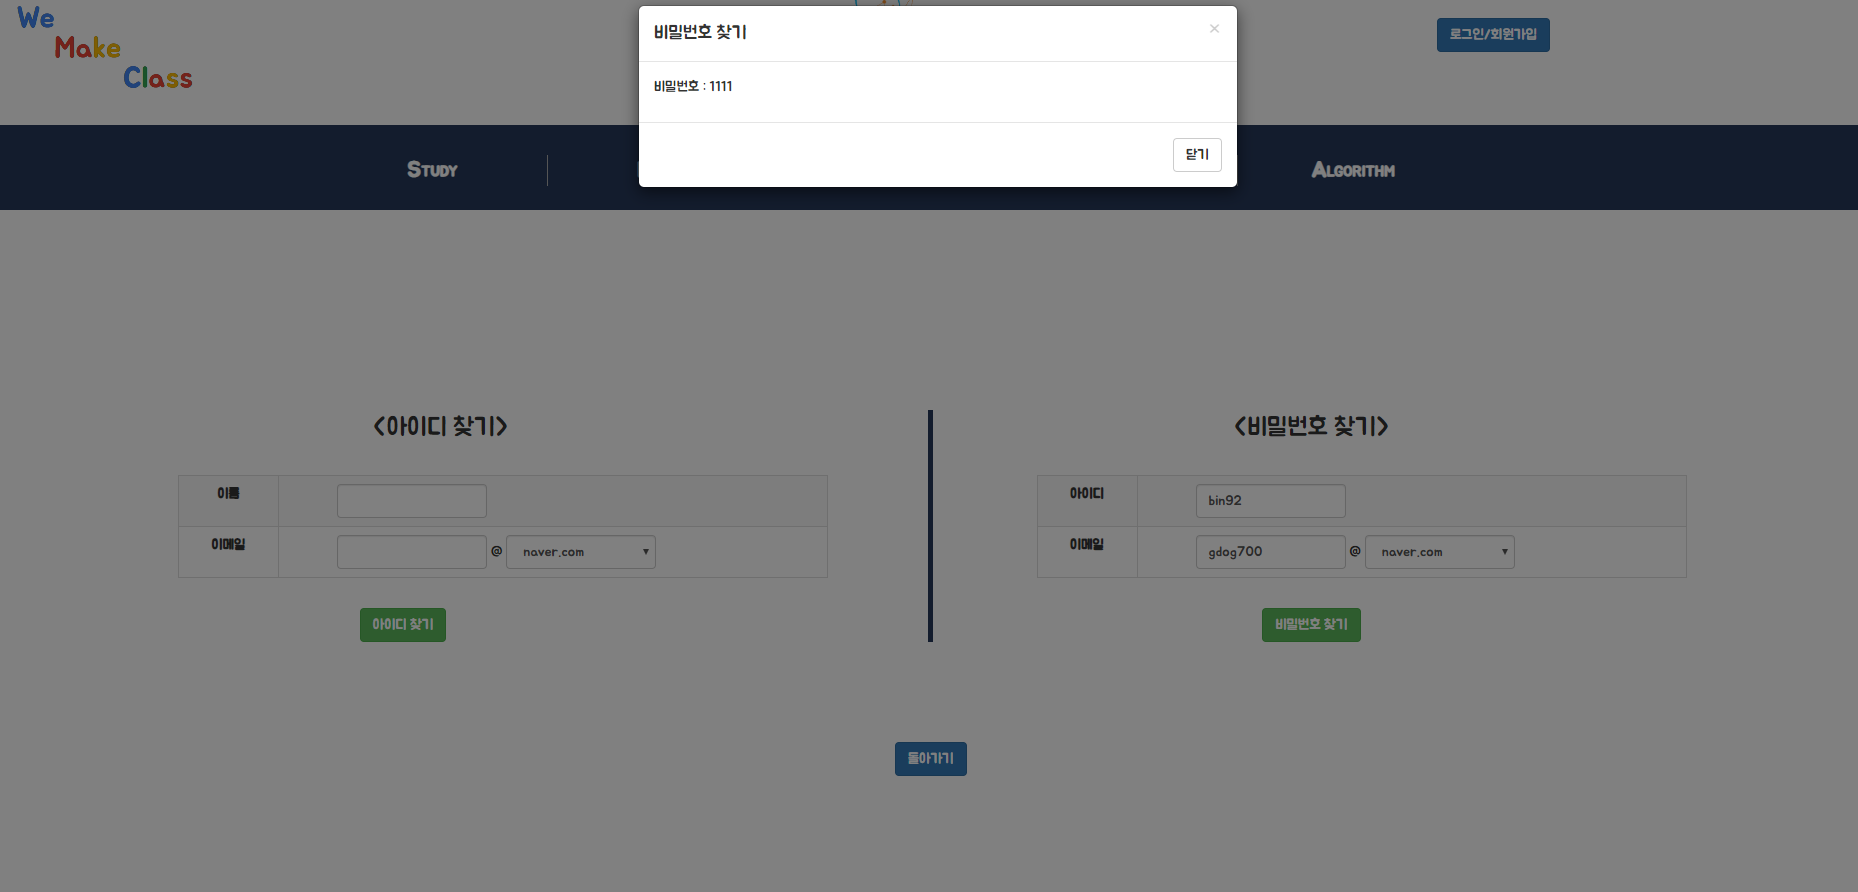 We
Make
Class
비밀번호 찾기
×
비밀번호 : 1111
닫기
로그인/회원가입
Study
Algorithm
<아이디 찾기>
이름
이메일
@ naver.com
아이디 찾기
<비밀번호 찾기>
아이디 bin92
이메일 gdog700 @ naver.com
비밀번호 찾기
돌아가기